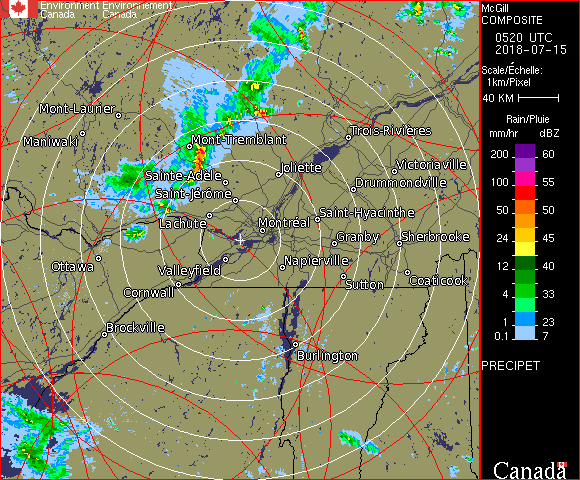 Environment Environnement
Canada Canada
McGill
COMPOSITE
0520 UTC
2018-07-15
Scale/Échelle:
1km/Pixel
40 KM
Rain/Pluie
mm/hr dBZ
200 60
100 55
50 50
24 45
12 40
4 33
1 23
0.1 7
PRECIPET
Canada
Mont-Laurier
Maniwaki
Mont-Tremblant
Trois-Rivières
Sainte-Adèle
Joliette
Victoriaville
Saint-Jérôme
Drummondville
Lachute
Montréal
Saint-Hyacinthe
Ottawa
Valleyfield
Granby
Sherbrooke
Napierville
Cornwall
Sutton
Coaticook
Brockville
Burlington